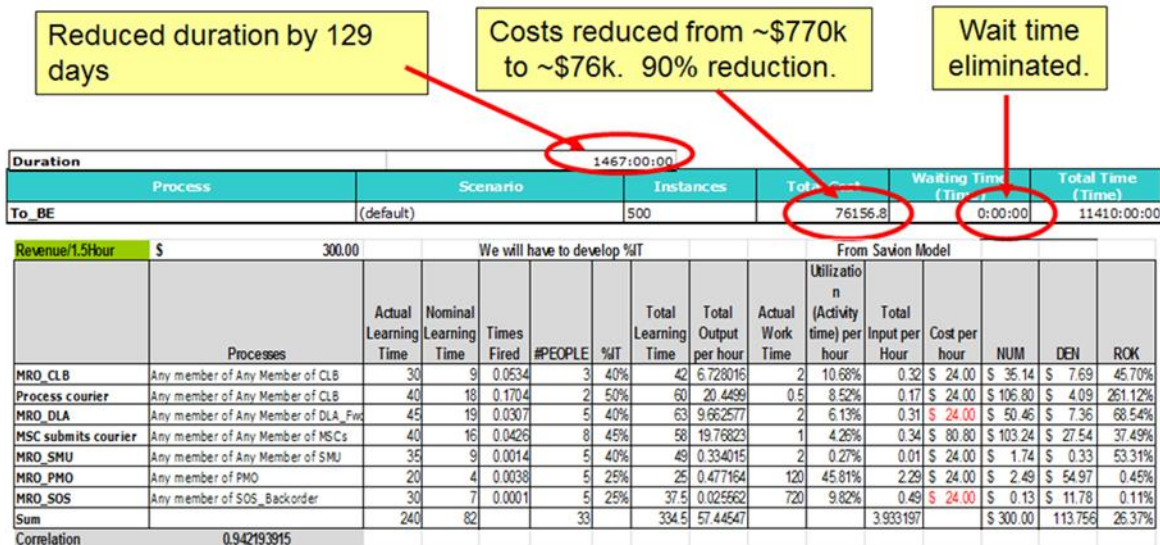 Reduced duration by 129
days
Costs reduced from ~$770k
to ~$76k. 90% reduction.
Wait time
eliminated.
Duration 1467:00:00
Process Scenario Instances Total Cost Waiting Time (Time) Total Time (Time)
To_BE (default) 500 76156.8 0:00:00 11410:00:00
Revenue/1.5Hour $ 300.00 We will have to develop %IT From Savion Model
Processes Actual Learning Time Nominal Learning Time Times Fired #PEOPLE %IT Total Learning Time Total Output per hour Actual Work Time Utilizatio n (Activity time) per hour Total Input per Hour Cost per hour NUM DEN ROK
MRO_CLB Any member of Any Member of CLB 30 9 0.0534 3 40% 42 6.728016 2 10.68% 0.32 $ 24.00 $ 35.14 $ 7.69 45.70%
Process courier Any member of Any Member of CLB 40 18 0.1704 2 50% 60 20.4499 0.5 8.52% 0.17 $ 24.00 $ 106.80 $ 4.09 261.12%
MRO_DLA Any member of Any Member of DLA_Fwd 45 19 0.0307 5 40% 63 9.662577 2 6.13% 0.31 $ 24.00 $ 50.46 $ 7.36 68.54%
MSC submits courier Any member of Any Member of MSCs 40 16 0.0426 8 45% 58 19.76823 1 4.26% 0.34 $ 80.80 $ 103.24 $ 27.54 37.49%
MRO_SMU Any member of Any Member of SMU 35 9 0.0014 5 40% 49 0.334015 2 0.27% 0.01 $ 24.00 $ 1.74 $ 0.33 53.31%
MRO_PMO Any member of PMO 20 4 0.0038 5 25% 25 0.477164 120 45.81% 2.29 $ 24.00 $ 2.49 $ 54.97 0.45%
MRO_SOS Any member of SOS_Backorder 30 7 0.0001 5 25% 37.5 0.025562 720 9.82% 0.49 $ 24.00 $ 0.13 $ 11.78 0.11%
Sum 240 82 33 334.5 57.44547 3.933197 $ 300.00 113.756 26.37%
Correlation 0.942193915